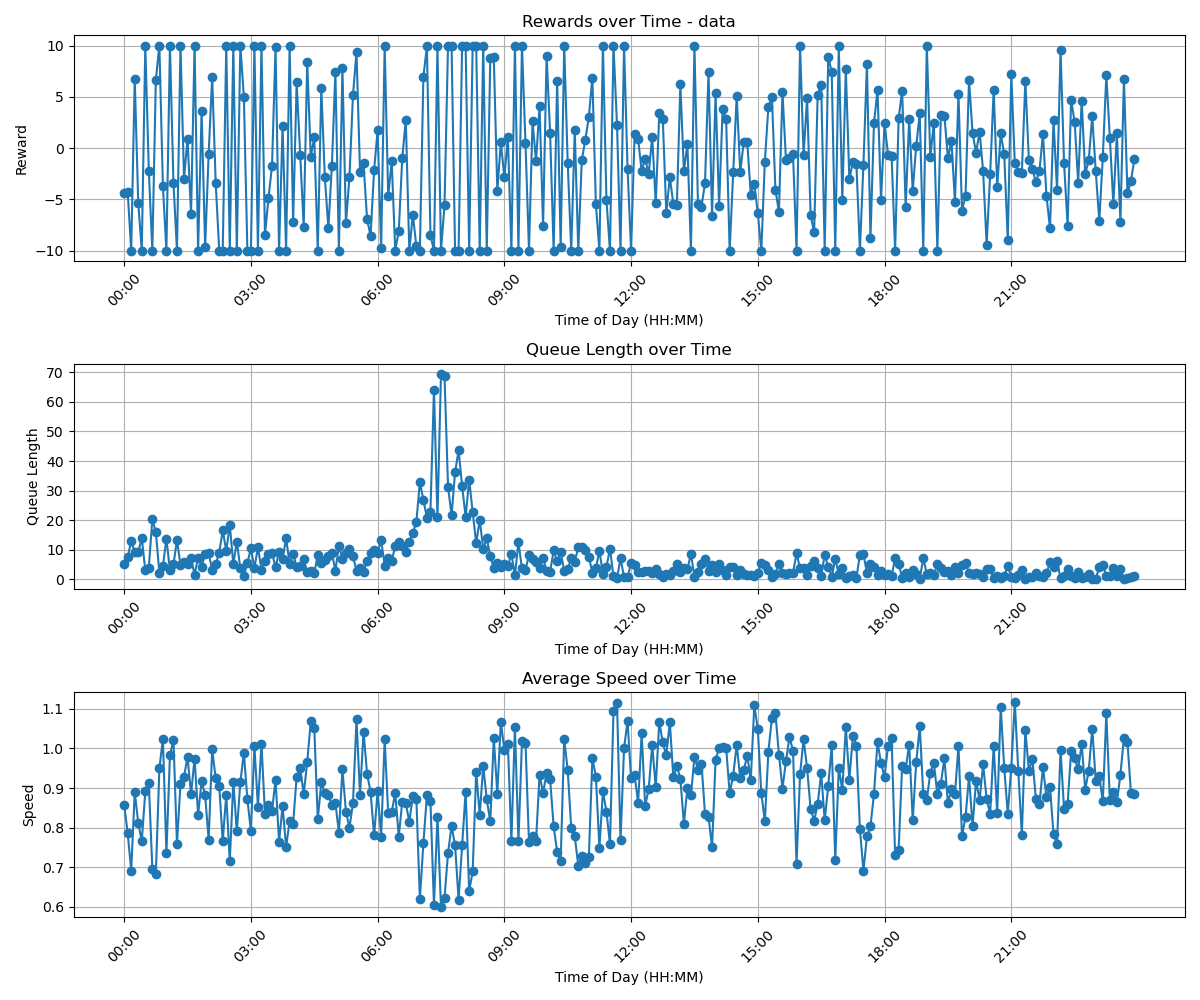 Rewards over Time - data
Reward
10
5
0
−5
−10
00:00 03:00 06:00 09:00 12:00 15:00 18:00 21:00
Time of Day (HH:MM)
Queue Length over Time
Queue Length
70
60
50
40
30
20
10
0
00:00 03:00 06:00 09:00 12:00 15:00 18:00 21:00
Time of Day (HH:MM)
Average Speed over Time
Speed
1.1
1.0
0.9
0.8
0.7
0.6
00:00 03:00 06:00 09:00 12:00 15:00 18:00 21:00
Time of Day (HH:MM)